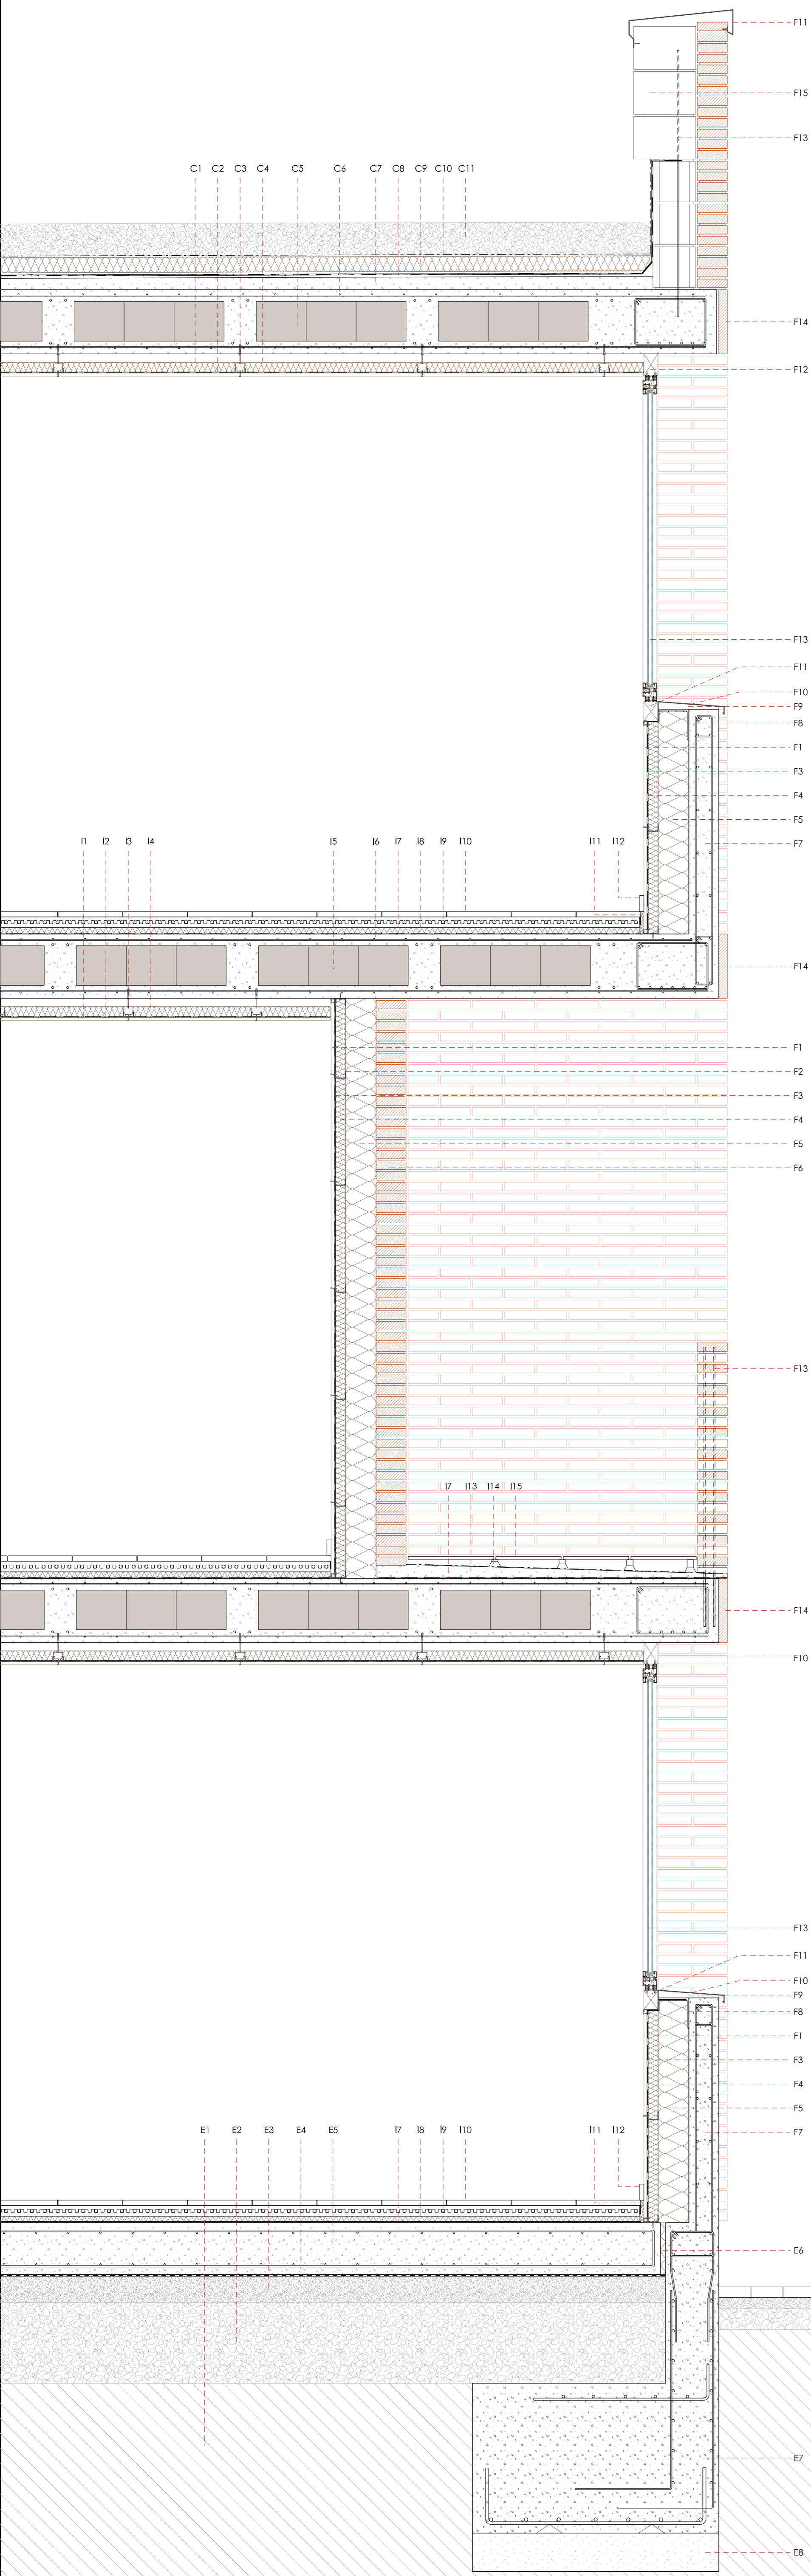 F11
F15
F13
C1 C2 C3 C4 C5 C6 C7 C8 C9 C10 C11
F14
F12
F13
F11
F10
F9
F8
F1
F3
F4
F5
F7
I1 I2 I3 I4 I5 I6 I7 I8 I9 I10 I11 I12
F14
F1
F2
F3
F4
F5
F6
F13
I7 I13 I14 I15
F14
F10
F13
F11
F10
F9
F8
F1
F3
F4
F5
F7
E1 E2 E3 E4 E5 I7 I8 I9 I10 I11 I12
E6
E7
E8